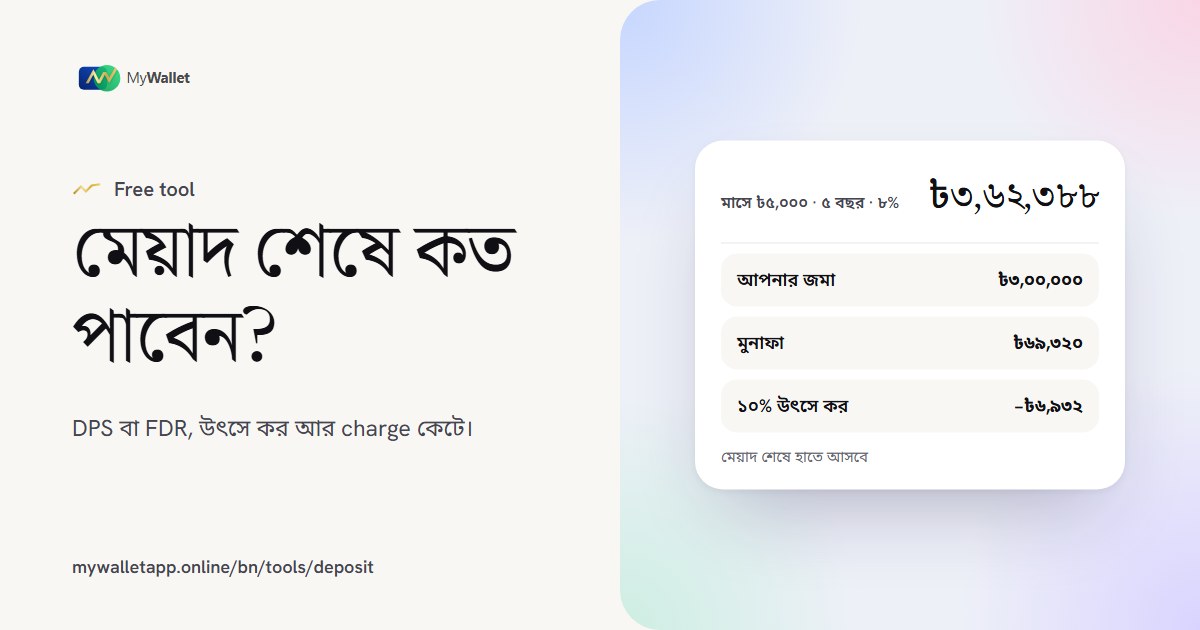 MyWallet
Free tool
মেয়াদ শেষে কত
পাবেন?
DPS বা FDR, উৎসে কর আর charge কেটে।
mywalletapp.online/bn/tools/deposit
মাসে ৳৫,০০০ · ৫ বছর · ৮% ৳৩,৬২,৩৮৮
আপনার জমা ৳৩,০০,০০০
মুনাফা ৳৬৯,৩২০
১০% উৎসে কর −৳৬,৯৩২
মেয়াদ শেষে হাতে আসবে